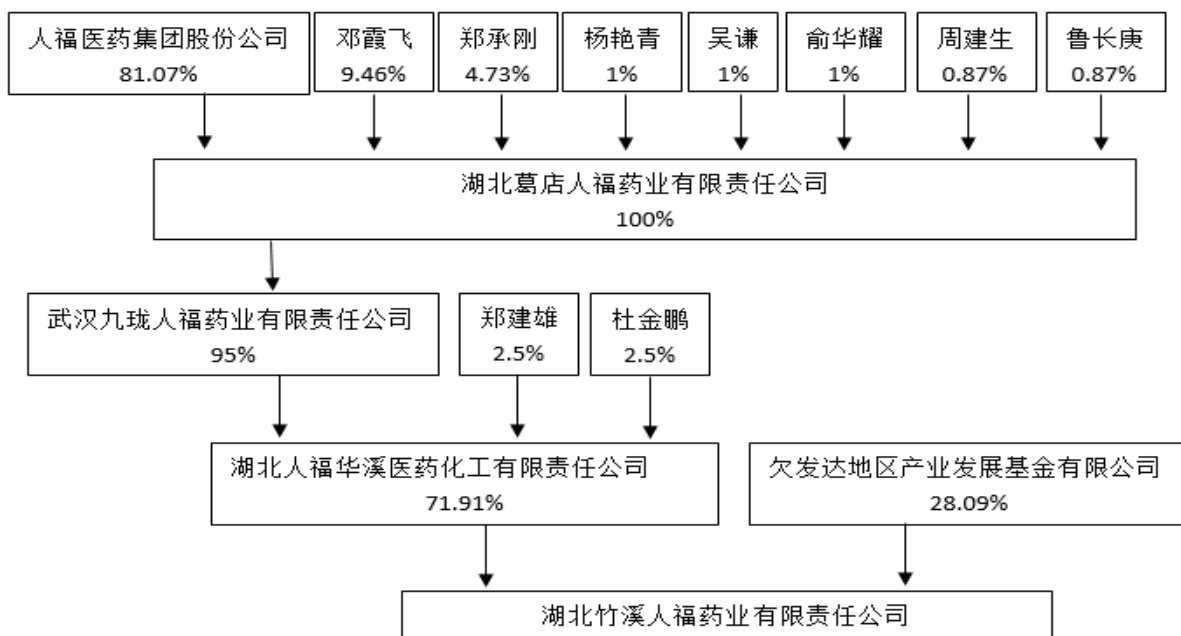 人福医药集团股份公司
81.07%
邓霞飞
9.46%
郑承刚
4.73%
杨艳青
1%
吴谦
1%
俞华耀
1%
周建生
0.87%
鲁长庚
0.87%
湖北葛店人福药业有限责任公司
100%
武汉九珑人福药业有限责任公司
95%
郑建雄
2.5%
杜金鹏
2.5%
湖北人福华溪医药化工有限责任公司
71.91%
欠发达地区产业发展基金有限公司
28.09%
湖北竹溪人福药业有限责任公司